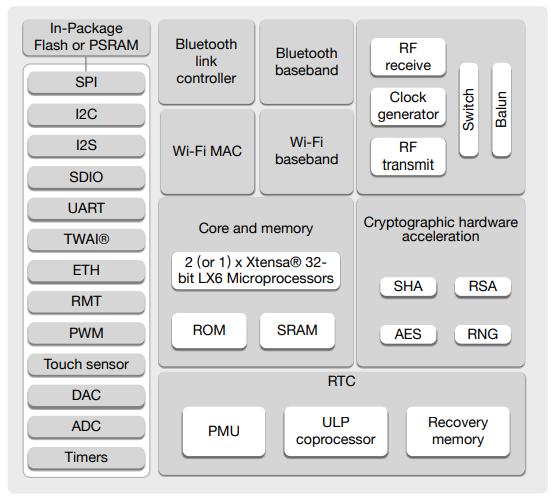 In-Package
Flash or PSRAM
SPI
I2C
I2S
SDIO
UART
TWAI®
ETH
RMT
PWM
Touch sensor
DAC
ADC
Timers
Bluetooth
link
controller
Bluetooth
baseband
Wi-Fi MAC
Wi-Fi
baseband
RF
receive
Clock
generator
RF
transmit
Switch
Balun
Core and memory
2 (or 1) x Xtensa® 32-
bit LX6 Microprocessors
ROM
SRAM
Cryptographic hardware
acceleration
SHA
RSA
AES
RNG
RTC
PMU
ULP
coprocessor
Recovery
memory